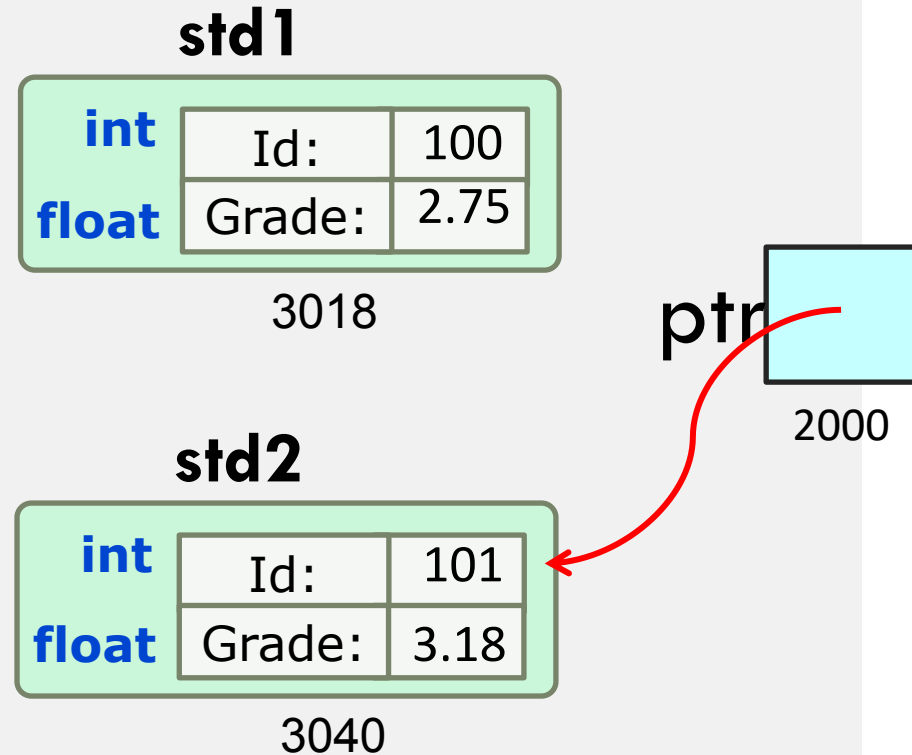 std1
int Id: 100
float Grade: 2.75
3018
ptr
2000
std2
int Id: 101
float Grade: 3.18
3040